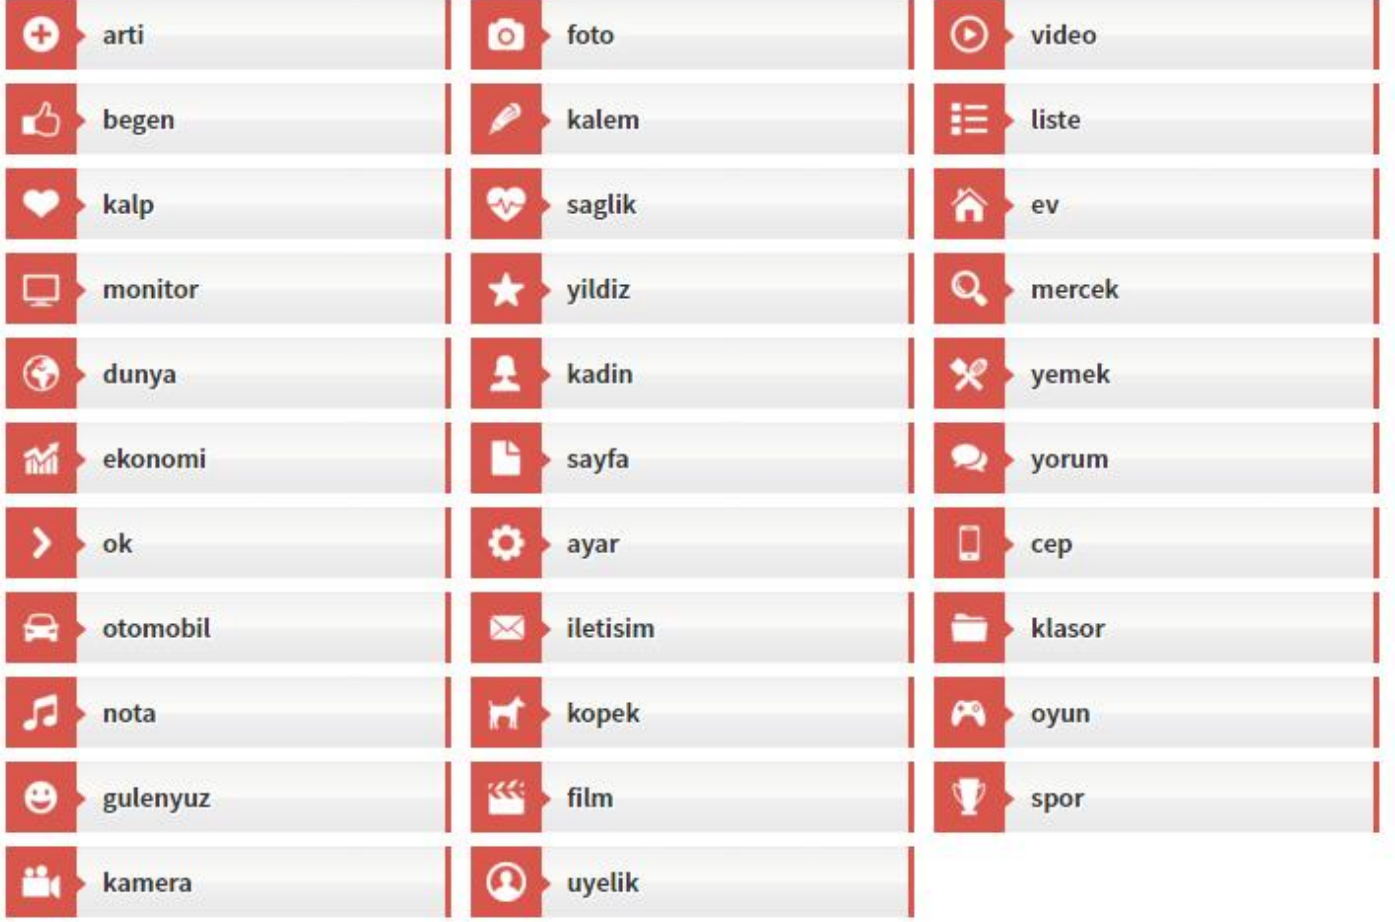 arti
foto
video
begen
kalem
liste
kalp
saglik
ev
monitor
yildiz
mercek
dunya
kadin
yemek
ekonomi
sayfa
yorum
ok
ayar
cep
otomobil
iletisim
klasor
nota
kopek
oyun
gulenyuz
film
spor
kamera
uyelik